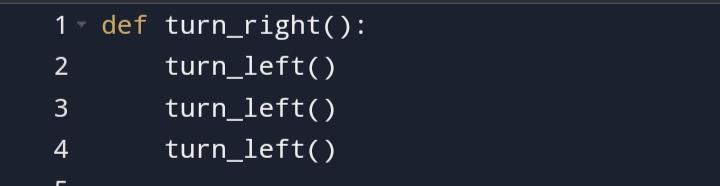 1 def turn_right():
2     turn_left()
3     turn_left()
4     turn_left()